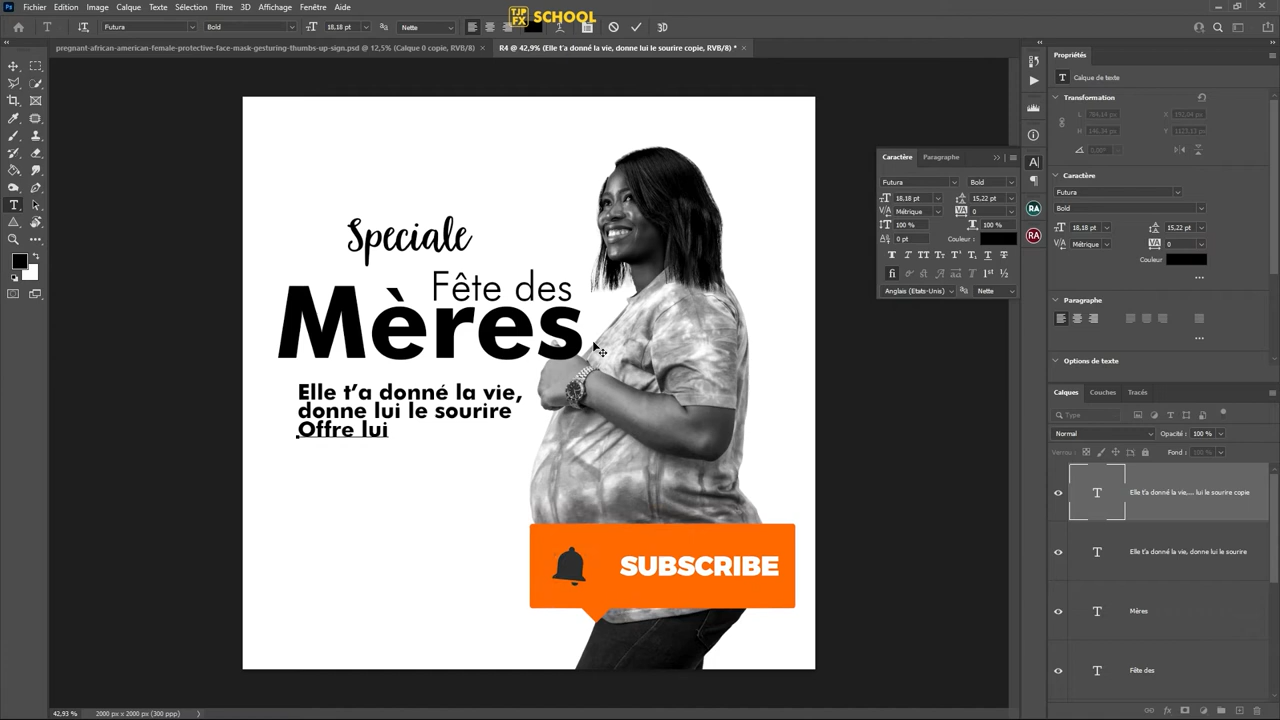 Fichier Edition Image Calque Texte Sélection Filtre 3D Affichage Fenêtre Aide
TJP FX SCHOOL
Futura Bold 18,18 pt Nette 3D
pregnant-african-american-female-protective-face-mask-gesturing-thumbs-up-sign.psd @ 12,5% (Calque 0 copie, RVB/8) ×
R4 @ 42,9% (Elle t'a donné la vie, donne lui le sourire copie, RVB/8) * ×
Speciale
Fête des
Mères
Elle t'a donné la vie,
donne lui le sourire
Offre lui
SUBSCRIBE
Caractère Paragraphe
Futura Bold
18,18 pt 15,22 pt
Métrique 0
100 % 100 %
0 pt Couleur :
Anglais (Etats-Unis) Nette
Propriétés
Calque de texte
Transformation
Caractère
Futura
Bold
18,18 pt 15,22 pt
Métrique 0
Couleur
Paragraphe
Options de texte
Calques Couches Tracés
Type
Normal Opacité : 100 %
Verrou : Fond : 100 %
Elle t'a donné la vie,... lui le sourire copie
Elle t'a donné la vie, donne lui le sourire
Mères
Fête des
42,93 % 2000 px x 2000 px (300 ppp)